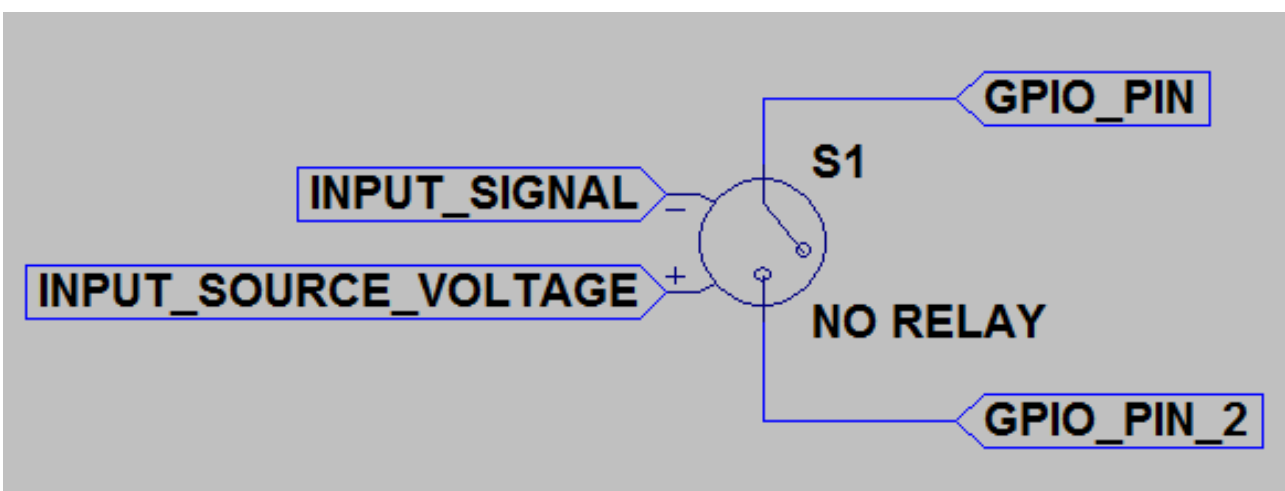 GPIO_PIN
S1
INPUT_SIGNAL
−
INPUT_SOURCE_VOLTAGE
+
NO RELAY
GPIO_PIN_2